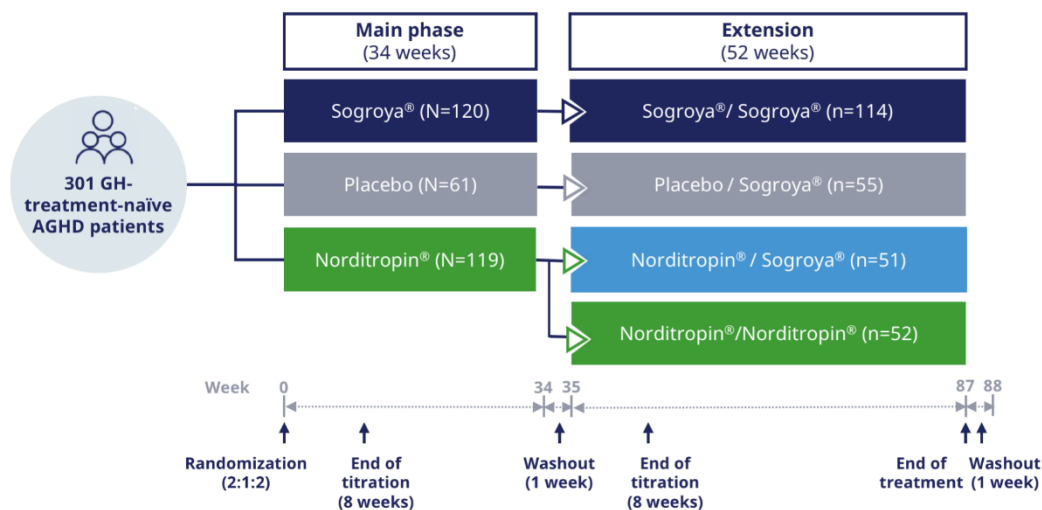 Main phase
(34 weeks)
Extension
(52 weeks)
301 GH-
treatment-naïve
AGHD patients
Sogroya® (N=120)
Sogroya®/ Sogroya® (n=114)
Placebo (N=61)
Placebo / Sogroya® (n=55)
Norditropin® (N=119)
Norditropin® / Sogroya® (n=51)
Norditropin®/Norditropin® (n=52)
Week 0 34 35 87 88
Randomization
(2:1:2)
End of
titration
(8 weeks)
Washout
(1 week)
End of
titration
(8 weeks)
End of
treatment
Washout
(1 week)